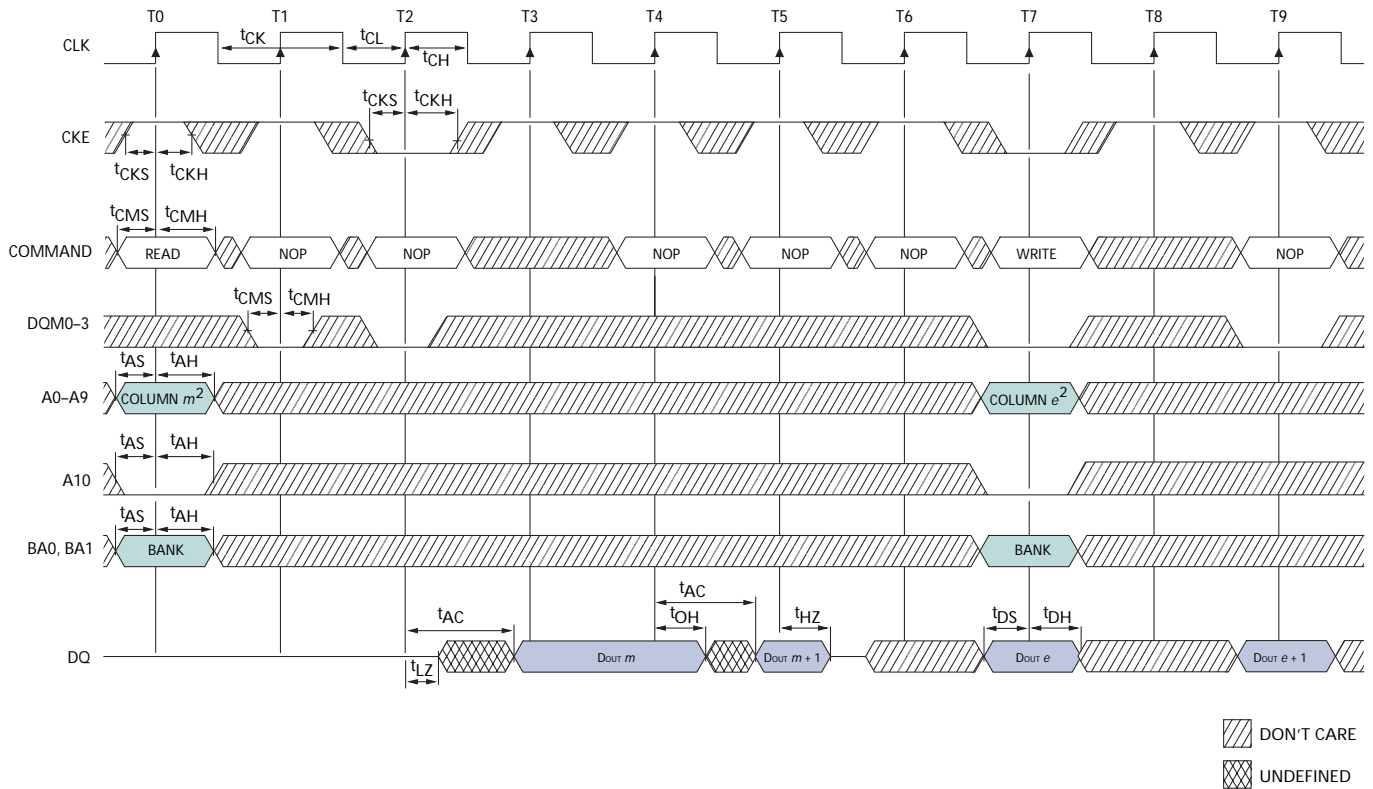 T0 T1 T2 T3 T4 T5 T6 T7 T8 T9
CLK tCK tCL tCH
tCKS tCKH
CKE
tCKS tCKH
tCMS tCMH
COMMAND READ NOP NOP NOP NOP NOP WRITE NOP
tCMS tCMH
DQM0–3
tAS tAH
A0–A9 COLUMN m2 COLUMN e2
tAS tAH
A10
tAS tAH
BA0, BA1 BANK BANK
tAC tAC tOH tHZ tDS tDH
DQ DOUT m DOUT m + 1 DOUT e DOUT e + 1
tLZ
DON'T CARE
UNDEFINED